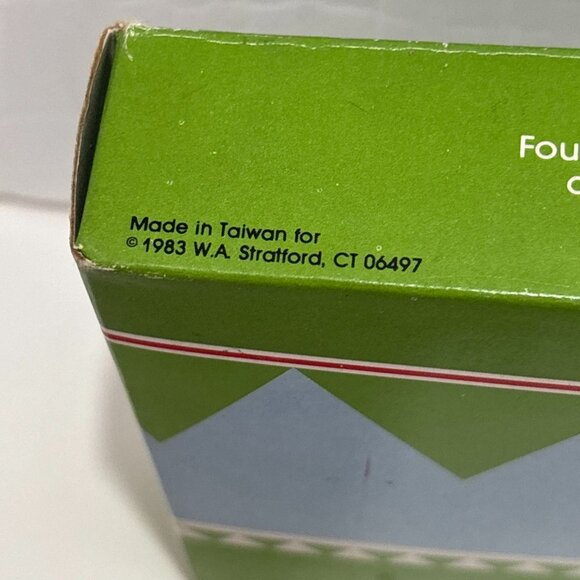 Made in Taiwan for
© 1983 W.A. Stratford, CT 06497